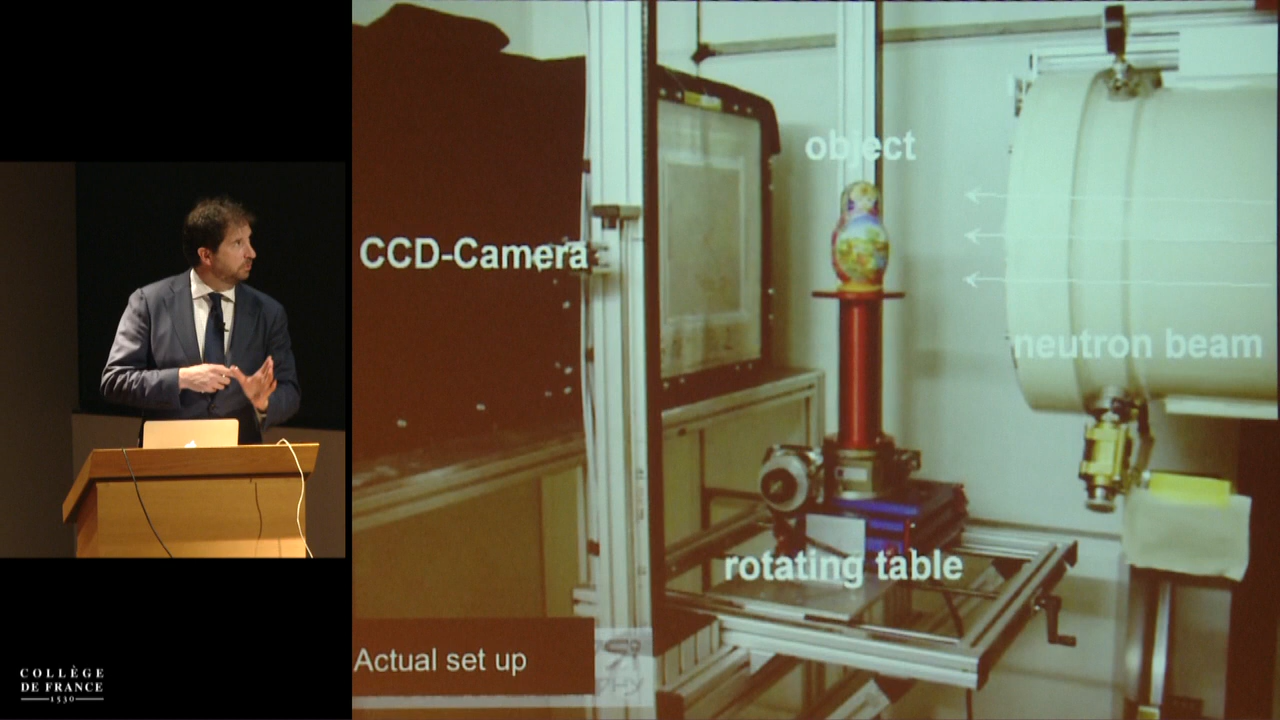 object
CCD-Camera
neutron beam
rotating table
Actual set up
COLLÈGE
DE FRANCE
1530